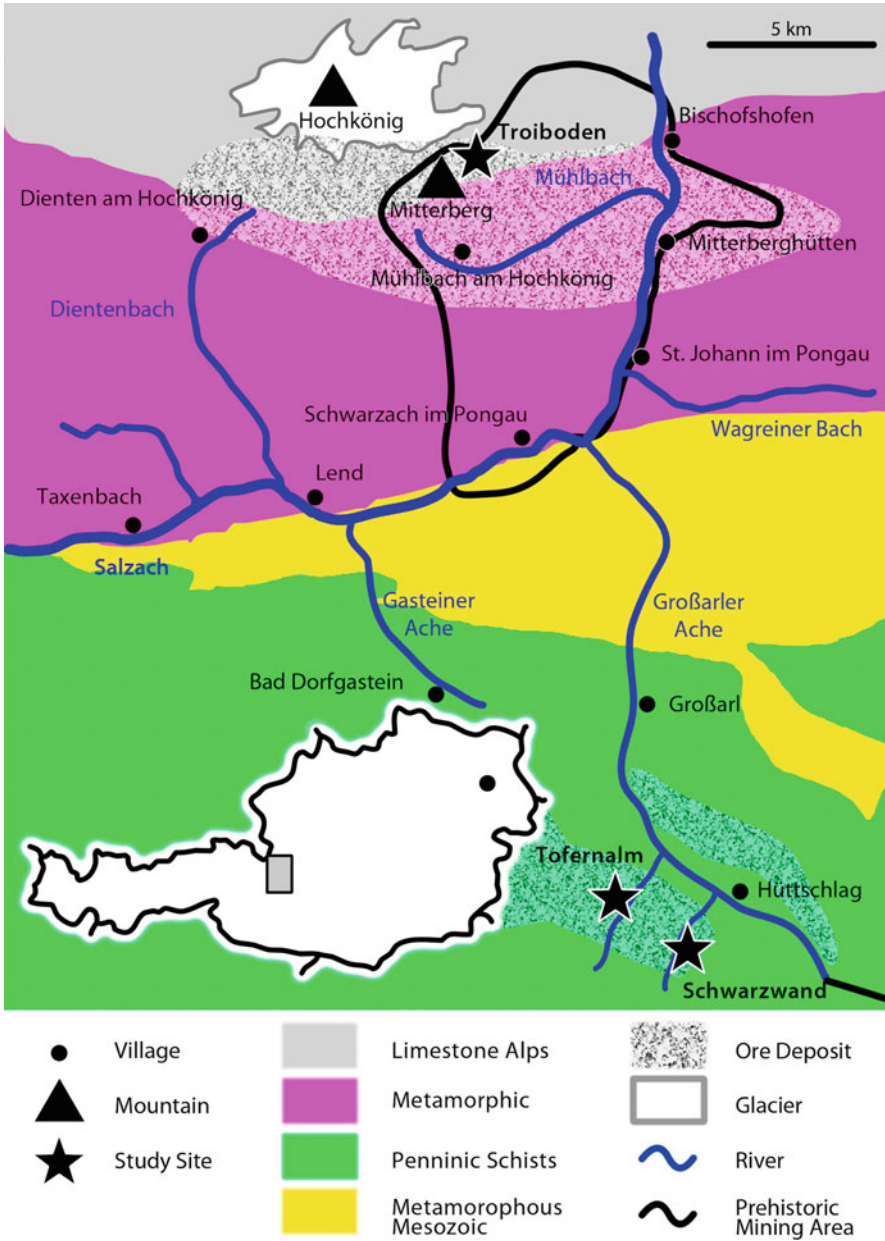 5 km
Hochkönig
Troiboden
Bischofshofen
Mühlbach
Dienten am Hochkönig
Mitterberg
Mitterberghütten
Mühlbach am Hochkönig
Dientenbach
St. Johann im Pongau
Schwarzach im Pongau
Wagreiner Bach
Lend
Taxenbach
Salzach
Gasteiner
Ache
Großarler
Ache
Bad Dorfgastein
Großarl
Tofernalm
Hüttschlag
Schwarzwand
Village
Mountain
Study Site
Limestone Alps
Metamorphic
Penninic Schists
Metamorophous
Mesozoic
Ore Deposit
Glacier
River
Prehistoric
Mining Area